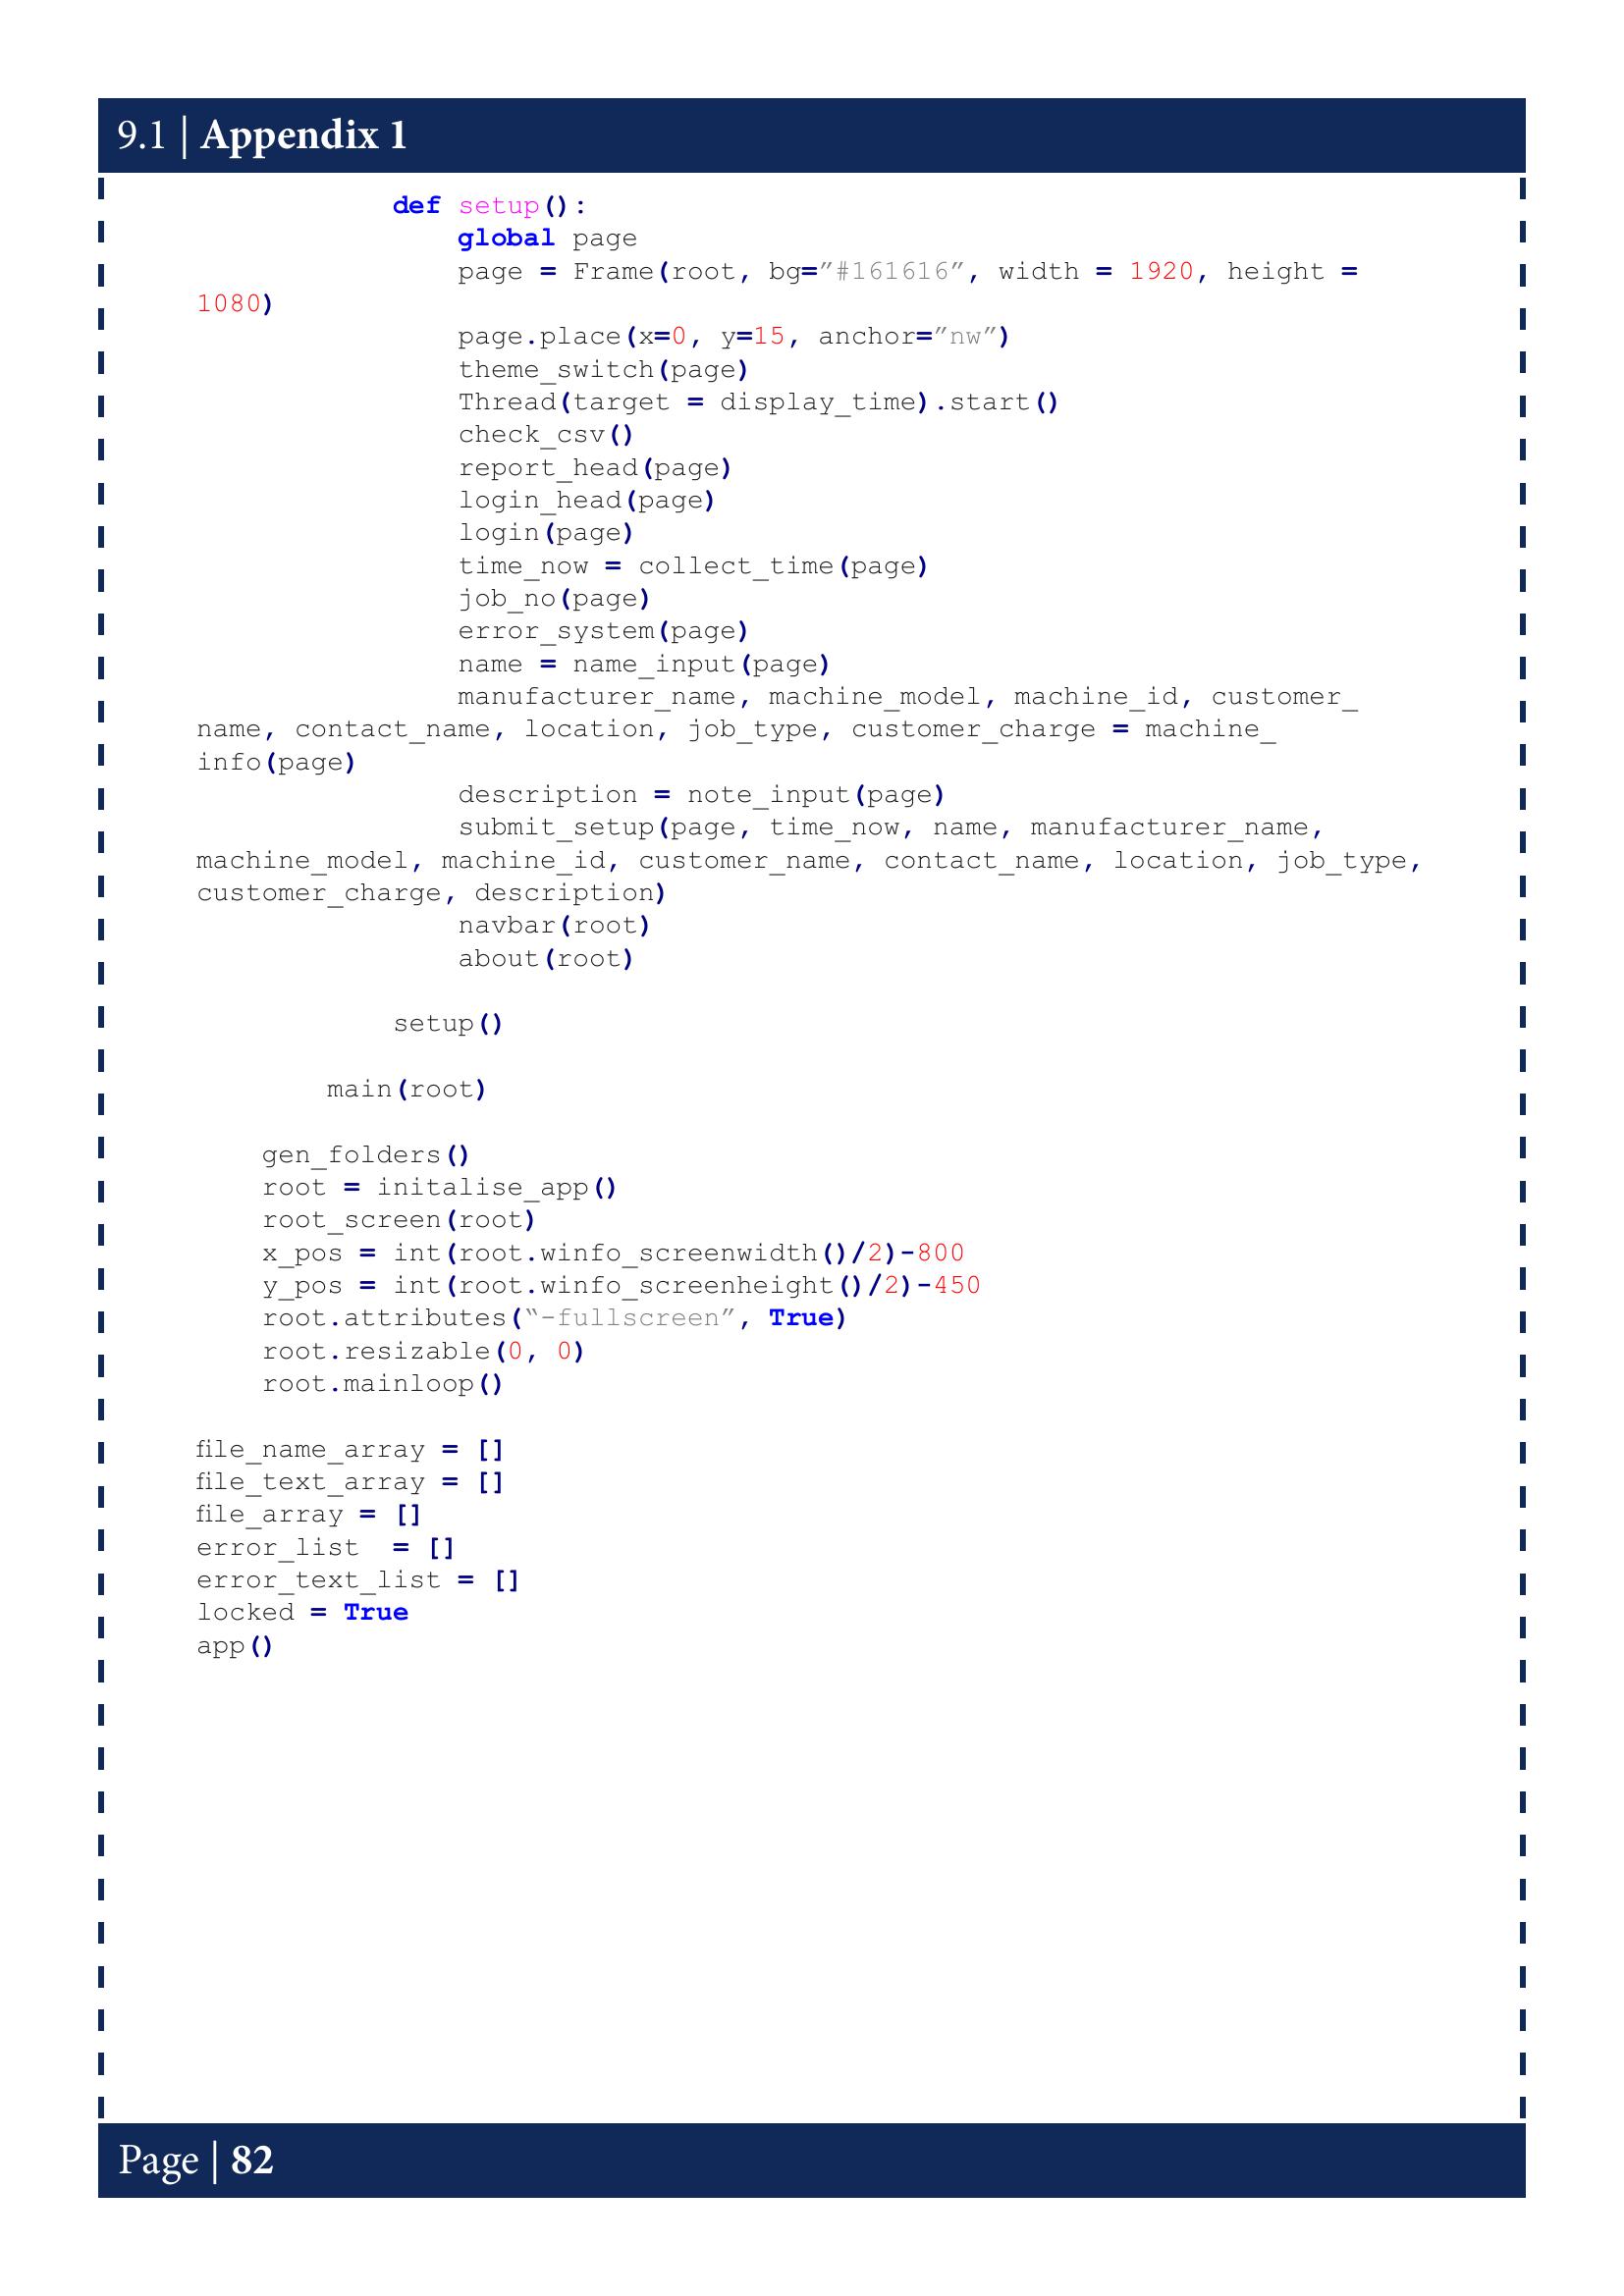 9.1 | Appendix 1
def setup():
global page
page = Frame(root, bg=”#161616”, width = 1920, height =
1080)
page.place(x=0, y=15, anchor=”nw”)
theme_switch(page)
Thread(target = display_time).start()
check_csv()
report_head(page)
login_head(page)
login(page)
time_now = collect_time(page)
job_no(page)
error_system(page)
name = name_input(page)
manufacturer_name, machine_model, machine_id, customer_
name, contact_name, location, job_type, customer_charge = machine_
info(page)
description = note_input(page)
submit_setup(page, time_now, name, manufacturer_name,
machine_model, machine_id, customer_name, contact_name, location, job_type,
customer_charge, description)
navbar(root)
about(root)
setup()
main(root)
gen_folders()
root = initalise_app()
root_screen(root)
x_pos = int(root.winfo_screenwidth()/2)-800
y_pos = int(root.winfo_screenheight()/2)-450
root.attributes(“-fullscreen”, True)
root.resizable(0, 0)
root.mainloop()
file_name_array = []
file_text_array = []
file_array = []
error_list  = []
error_text_list = []
locked = True
app()
Page | 82